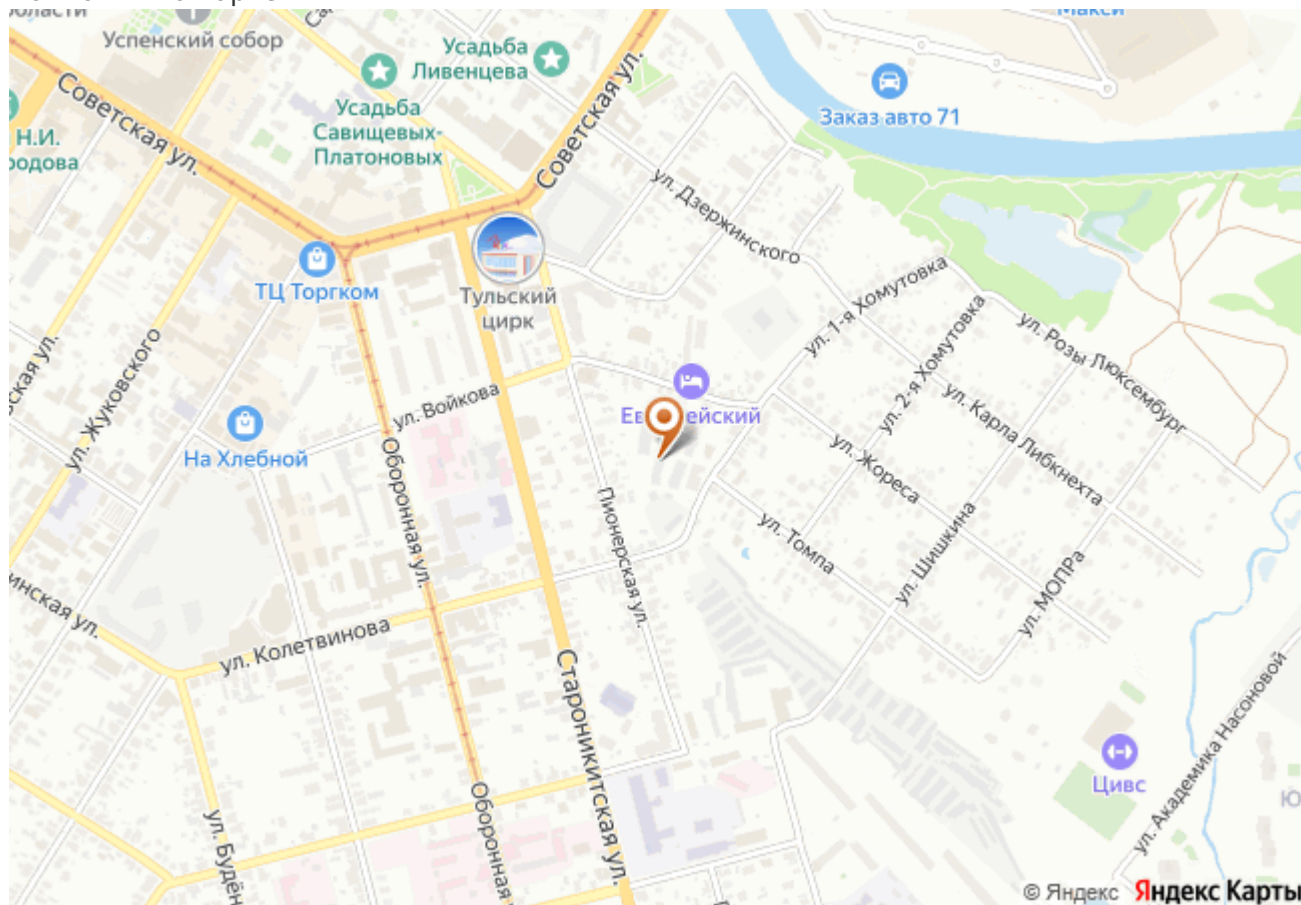 Успенский собор
Усадьба
Ливенцева
Макси
Советская ул.
Усадьба
Савищевых-
Платоновых
Советская ул.
Заказ авто 71
Н.И.
ул. Дзержинского
ТЦ Торгком
Тульский
цирк
ул. 1-я Хомутовка
ул. 2-я Хомутовка
ул. Розы Люксембург
ул. Жуковского
ул. Войкова
ул. Карла Либкнехта
На Хлебной
Оборонная ул.
Пионерская ул.
ул. Жореса
ул. Томпа
ул. Шишкина
ул. МОПРа
ул. Колетвинова
Староникитская ул.
Цивс
ул. Академика Насоновой
Оборонная
© Яндекс Яндекс Карты